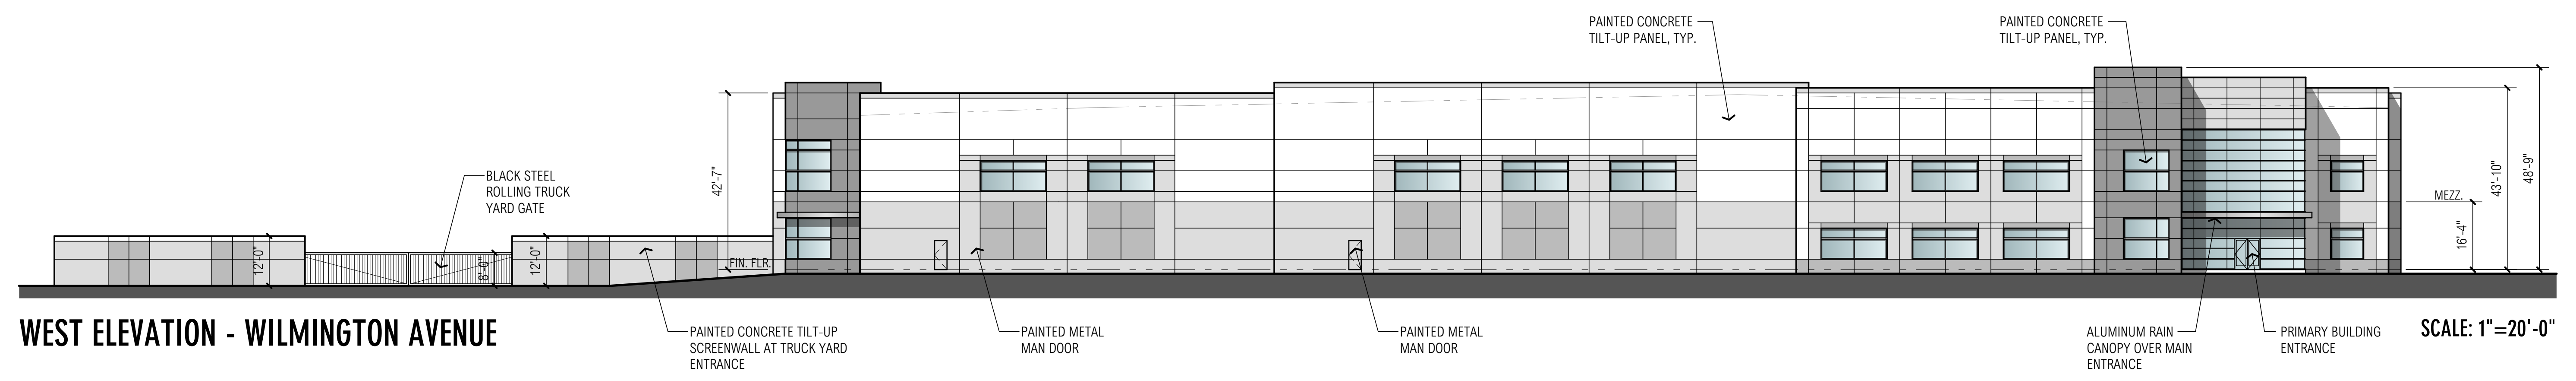 PAINTED CONCRETE
TILT-UP PANEL, TYP.
PAINTED CONCRETE
TILT-UP PANEL, TYP.
BLACK STEEL
ROLLING TRUCK
YARD GATE
42'-7"
43'-10"
48'-9"
MEZZ.
16'-4"
12'-0"
8'-0"
12'-0"
FIN. FLR.
WEST ELEVATION - WILMINGTON AVENUE
PAINTED CONCRETE TILT-UP
SCREENWALL AT TRUCK YARD
ENTRANCE
PAINTED METAL
MAN DOOR
PAINTED METAL
MAN DOOR
ALUMINUM RAIN
CANOPY OVER MAIN
ENTRANCE
PRIMARY BUILDING
ENTRANCE
SCALE: 1"=20'-0"